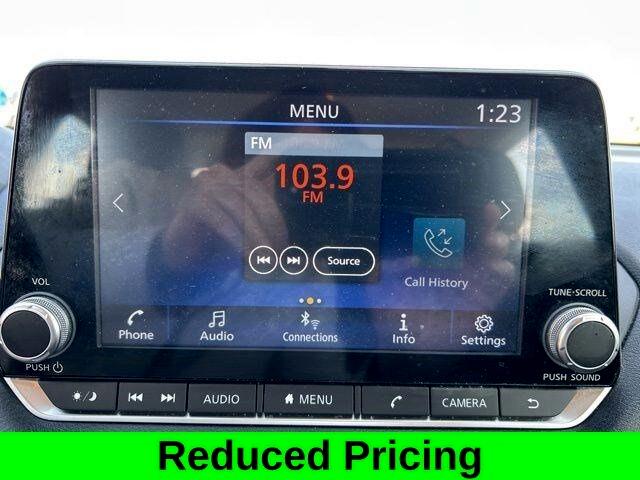 MENU
1:23
FM
103.9
FM
Source
Call History
VOL
TUNE·SCROLL
Phone
Audio
Connections
Info
Settings
PUSH
PUSH SOUND
AUDIO
MENU
CAMERA
Reduced Pricing